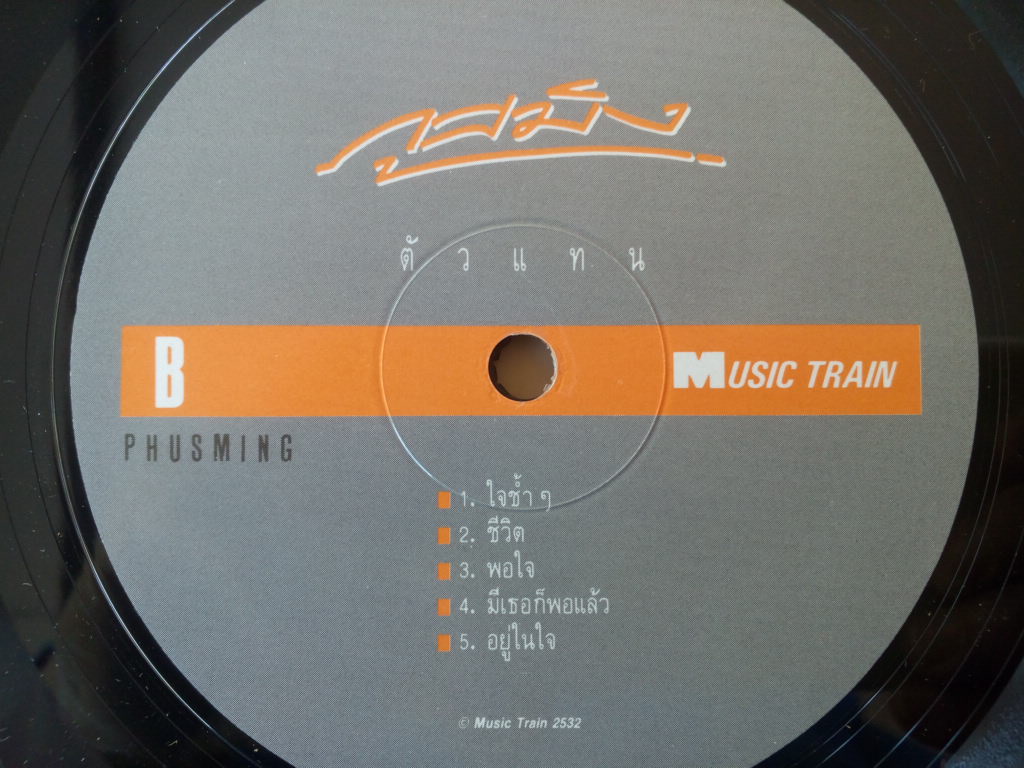 ภูสมิง
ตัวแทน
B
MUSIC TRAIN
PHUSMING
1. ใจช้ำๆ
2. ชีวิต
3. พอใจ
4. มีเธอก็พอแล้ว
5. อยู่ในใจ
© Music Train 2532